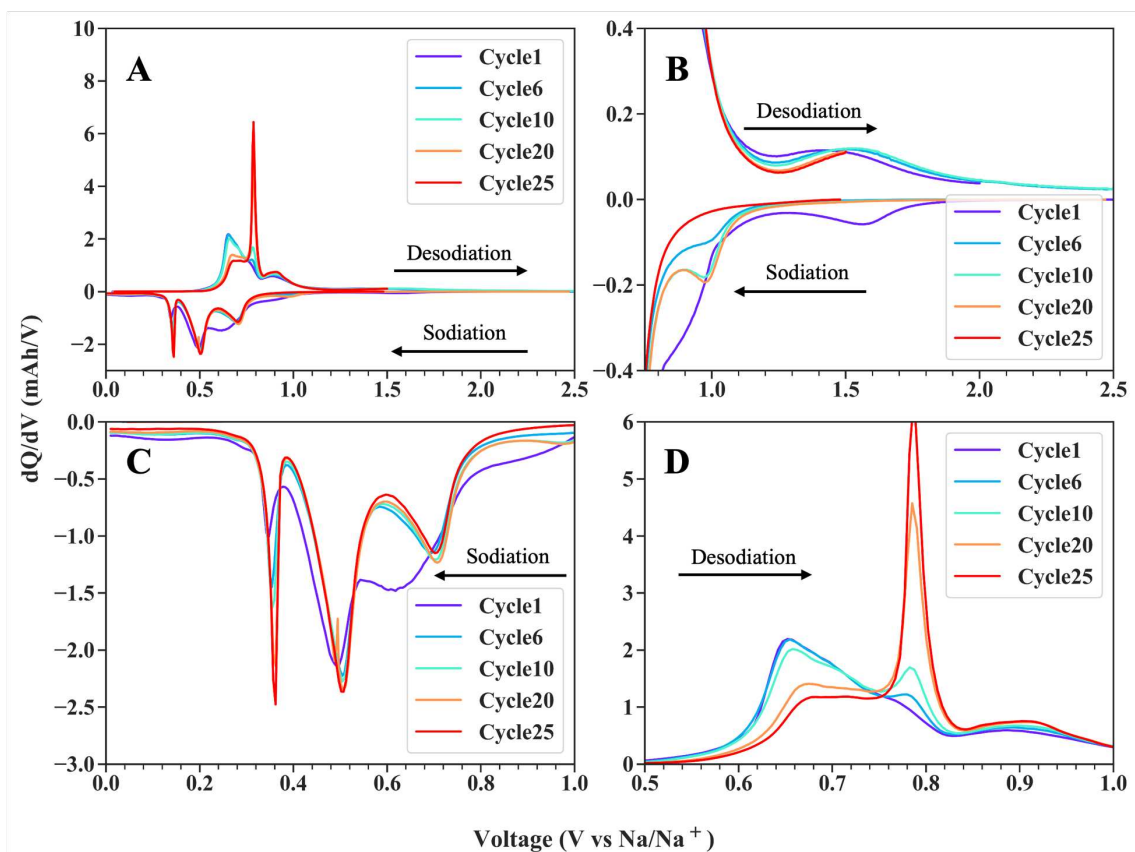 A
Cycle1
Cycle6
Cycle10
Cycle20
Cycle25
Desodiation
Sodiation
10
8
6
4
2
0
−2
0.0
0.5
1.0
1.5
2.0
2.5
B
Desodiation
Sodiation
Cycle1
Cycle6
Cycle10
Cycle20
Cycle25
0.4
0.2
0.0
−0.2
−0.4
1.0
1.5
2.0
2.5
dQ/dV (mAh/V)
C
Sodiation
Cycle1
Cycle6
Cycle10
Cycle20
Cycle25
0.0
−0.5
−1.0
−1.5
−2.0
−2.5
−3.0
0.0
0.2
0.4
0.6
0.8
1.0
D
Desodiation
Cycle1
Cycle6
Cycle10
Cycle20
Cycle25
6
5
4
3
2
1
0
0.5
0.6
0.7
0.8
0.9
1.0
Voltage (V vs Na/Na⁺)